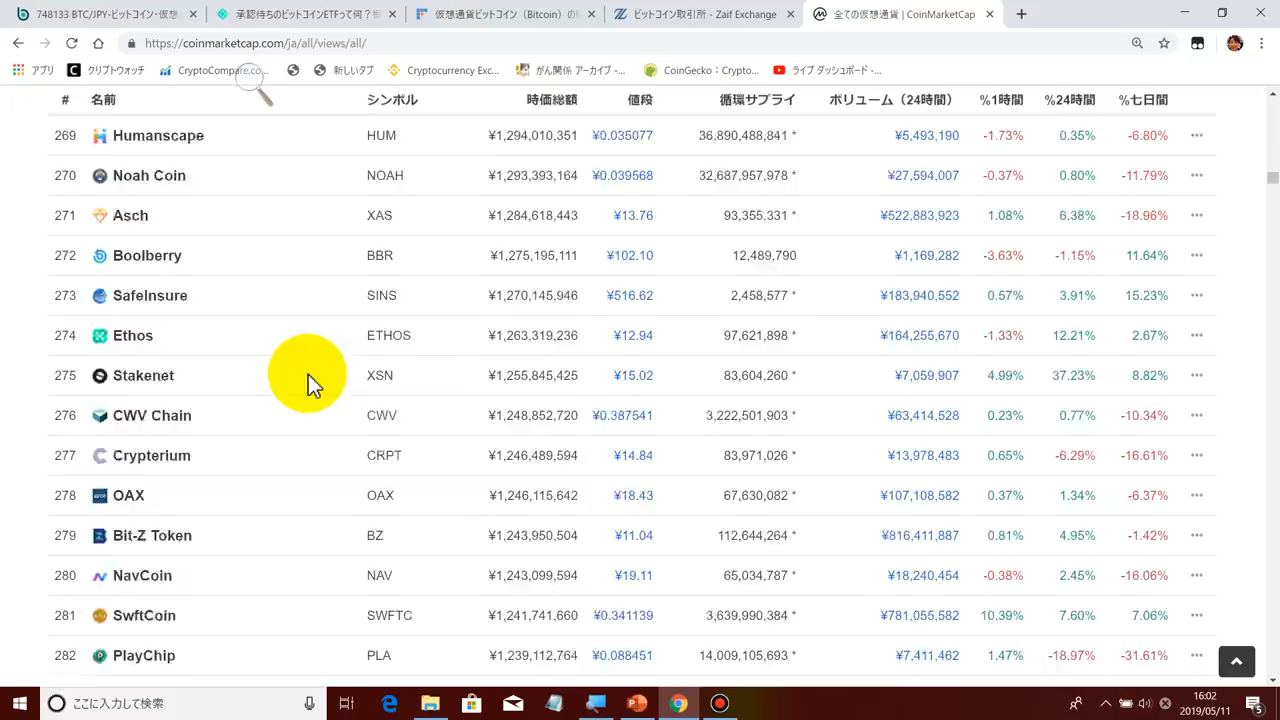 748133 BTC/JPY-ビットコイン・仮想
承認待ちのビットコインETFって何？
仮想通貨ビットコイン（Bitcoin）の
ビットコイン取引所 - Zaif Exchange
全ての仮想通貨 | CoinMarketCap
https://coinmarketcap.com/ja/all/views/all/
アプリ クリプトウォッチ CryptoCompare.co... 新しいタブ Cryptocurrency Exc... がん関係 アーカイブ -... CoinGecko：Crypto... ライブ ダッシュボード -...
# 名前 シンボル 時価総額 値段 循環サプライ ボリューム（24時間） %1時間 %24時間 %七日間
269 Humanscape HUM ¥1,294,010,351 ¥0.035077 36,890,488,841 * ¥5,493,190 -1.73% 0.35% -6.80%
270 Noah Coin NOAH ¥1,293,393,164 ¥0.039568 32,687,957,978 * ¥27,594,007 -0.37% 0.80% -11.79%
271 Asch XAS ¥1,284,618,443 ¥13.76 93,355,331 * ¥522,883,923 1.08% 6.38% -18.96%
272 Boolberry BBR ¥1,275,195,111 ¥102.10 12,489,790 ¥1,169,282 -3.63% -1.15% 11.64%
273 SafeInsure SINS ¥1,270,145,946 ¥516.62 2,458,577 * ¥183,940,552 0.57% 3.91% 15.23%
274 Ethos ETHOS ¥1,263,319,236 ¥12.94 97,621,898 * ¥164,255,670 -1.33% 12.21% 2.67%
275 Stakenet XSN ¥1,255,845,425 ¥15.02 83,604,260 * ¥7,059,907 4.99% 37.23% 8.82%
276 CWV Chain CWV ¥1,248,852,720 ¥0.387541 3,222,501,903 * ¥63,414,528 0.23% 0.77% -10.34%
277 Crypterium CRPT ¥1,246,489,594 ¥14.84 83,971,026 * ¥13,978,483 0.65% -6.29% -16.61%
278 OAX OAX ¥1,246,115,642 ¥18.43 67,630,082 * ¥107,108,582 0.37% 1.34% -6.37%
279 Bit-Z Token BZ ¥1,243,950,504 ¥11.04 112,644,264 * ¥816,411,887 0.81% 4.95% -1.42%
280 NavCoin NAV ¥1,243,099,594 ¥19.11 65,034,787 * ¥18,240,454 -0.38% 2.45% -16.06%
281 SwftCoin SWFTC ¥1,241,741,660 ¥0.341139 3,639,990,384 * ¥781,055,582 10.39% 7.60% 7.06%
282 PlayChip PLA ¥1,239,112,764 ¥0.088451 14,009,105,693 * ¥7,411,462 1.47% -18.97% -31.61%
ここに入力して検索
16:02
2019/05/11
5